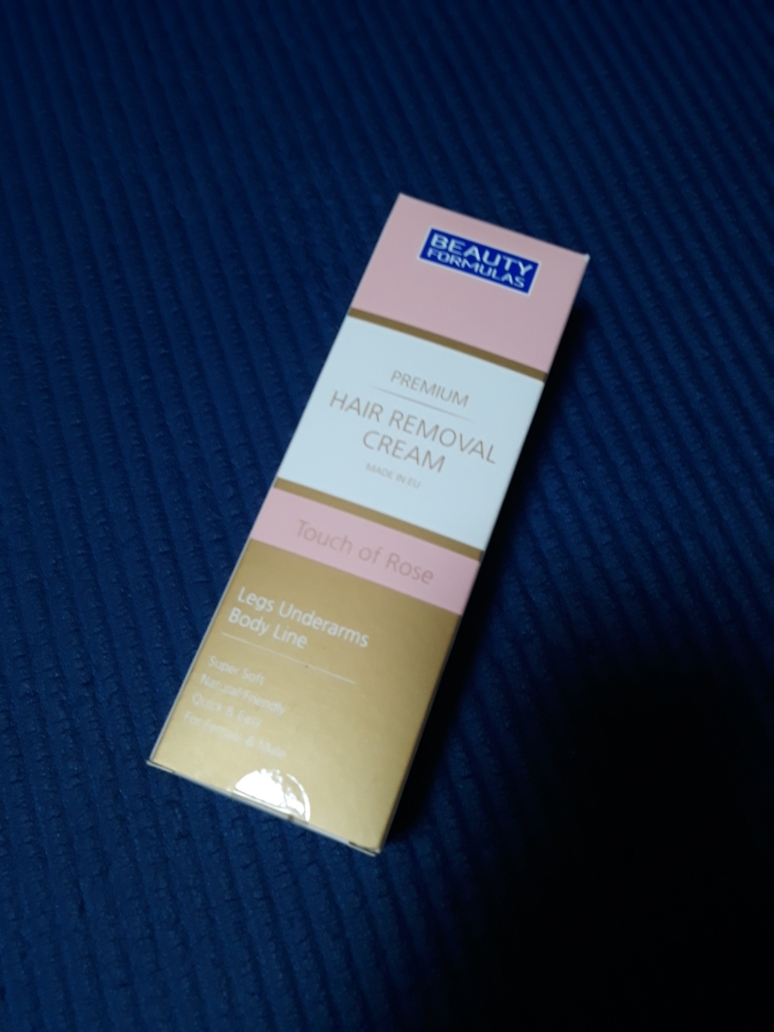 BEAUTY
FORMULAS
PREMIUM
HAIR REMOVAL
CREAM
MADE IN EU
Touch of Rose
Legs Underarms
Body Line
Super Soft
Natural Friendly
Quick & Easy
For Female & Male